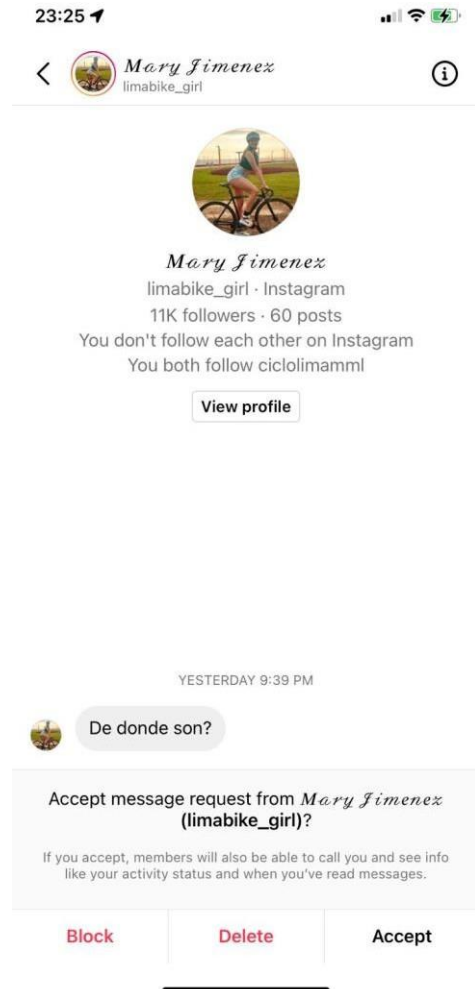 23:25
Mary Jimenez
limabike_girl
Mary Jimenez
limabike_girl · Instagram
11K followers · 60 posts
You don't follow each other on Instagram
You both follow ciclolimamml
View profile
YESTERDAY 9:39 PM
De donde son?
Accept message request from Mary Jimenez
(limabike_girl)?
If you accept, members will also be able to call you and see info
like your activity status and when you've read messages.
Block Delete Accept